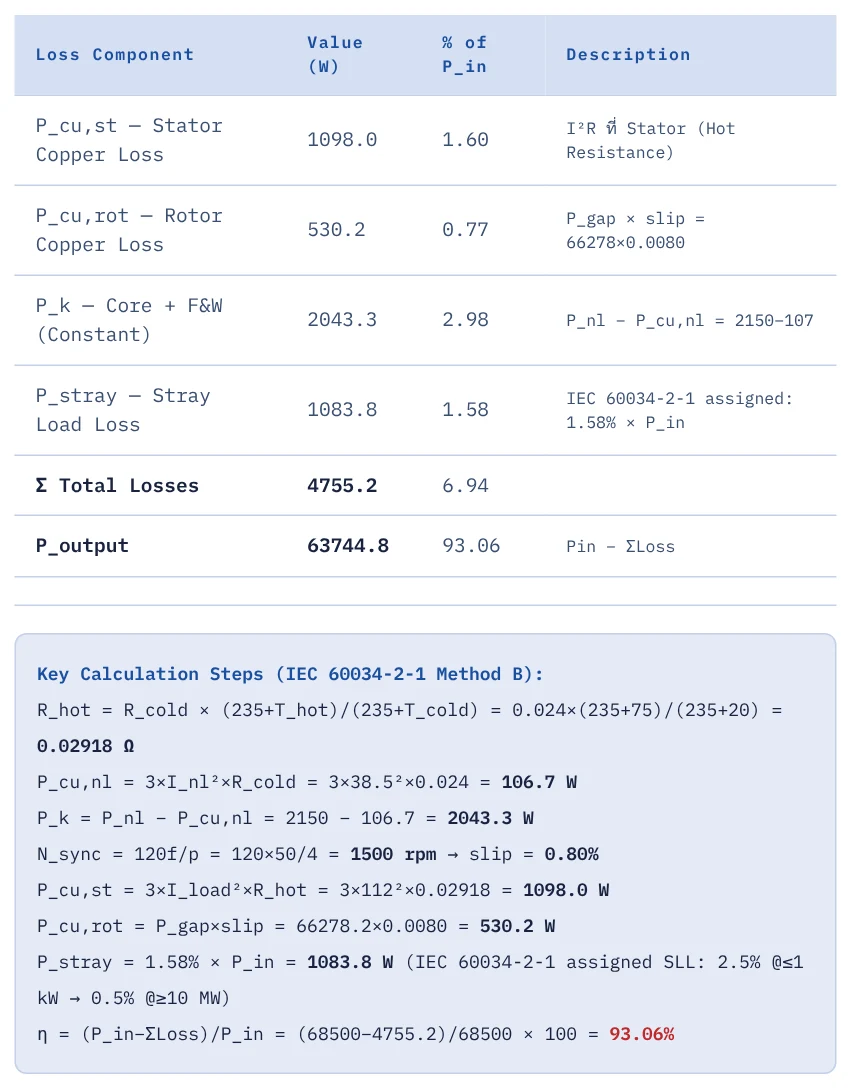 Loss Component
Value
(W)
% of
P_in
Description
P_cu,st — Stator
Copper Loss
1098.0
1.60
I²R ที่ Stator (Hot
Resistance)
P_cu,rot — Rotor
Copper Loss
530.2
0.77
P_gap × slip =
66278×0.0080
P_k — Core + F&W
(Constant)
2043.3
2.98
P_nl − P_cu,nl = 2150−107
P_stray — Stray
Load Loss
1083.8
1.58
IEC 60034-2-1 assigned:
1.58% × P_in
Σ Total Losses
4755.2
6.94
P_output
63744.8
93.06
Pin − ΣLoss
Key Calculation Steps (IEC 60034-2-1 Method B):
R_hot = R_cold × (235+T_hot)/(235+T_cold) = 0.024×(235+75)/(235+20) =
0.02918 Ω
P_cu,nl = 3×I_nl²×R_cold = 3×38.5²×0.024 = 106.7 W
P_k = P_nl − P_cu,nl = 2150 − 106.7 = 2043.3 W
N_sync = 120f/p = 120×50/4 = 1500 rpm → slip = 0.80%
P_cu,st = 3×I_load²×R_hot = 3×112²×0.02918 = 1098.0 W
P_cu,rot = P_gap×slip = 66278.2×0.0080 = 530.2 W
P_stray = 1.58% × P_in = 1083.8 W (IEC 60034-2-1 assigned SLL: 2.5% @≤1
kW → 0.5% @≥10 MW)
η = (P_in−ΣLoss)/P_in = (68500−4755.2)/68500 × 100 = 93.06%